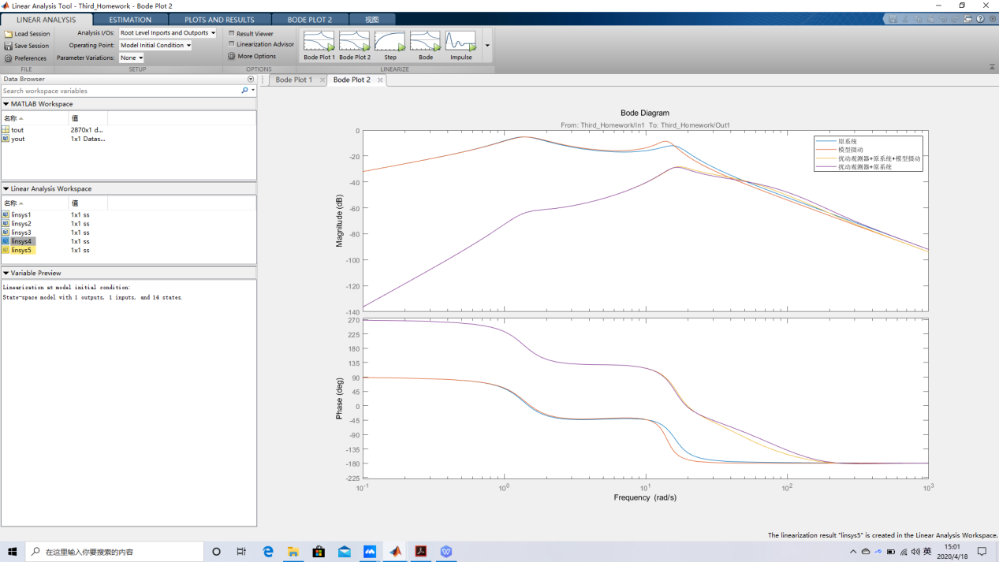 Linear Analysis Tool - Third_Homework - Bode Plot 2
LINEAR ANALYSIS ESTIMATION PLOTS AND RESULTS BODE PLOT 2 视图
Load Session
Save Session
Preferences
FILE
Analysis I/Os: Root Level Inports and Outports
Operating Point: Model Initial Condition
Parameter Variations: None
SETUP
Result Viewer
Linearization Advisor
More Options
OPTIONS
Bode Plot 1 Bode Plot 2 Step Bode Impulse
LINEARIZE
Data Browser
Search workspace variables
MATLAB Workspace
名称 值
tout 2870x1 d...
yout 1x1 Datas...
Linear Analysis Workspace
名称 值
linsys1 1x1 ss
linsys2 1x1 ss
linsys3 1x1 ss
linsys4 1x1 ss
linsys5 1x1 ss
Variable Preview
Linearization at model initial condition:
State-space model with 1 outputs, 1 inputs, and 14 states.
Bode Plot 1 Bode Plot 2
Bode Diagram
From: Third_Homework/In1 To: Third_Homework/Out1
原系统
模型摄动
扰动观测器+原系统+模型摄动
扰动观测器+原系统
Magnitude (dB)
0
-20
-40
-60
-80
-100
-120
-140
Phase (deg)
270
225
180
135
90
45
0
-45
-90
-135
-180
-225
10-1 100 101 102 103
Frequency (rad/s)
The linearization result "linsys5" is created in the Linear Analysis Workspace.
在这里输入你要搜索的内容
英
15:01
2020/4/18